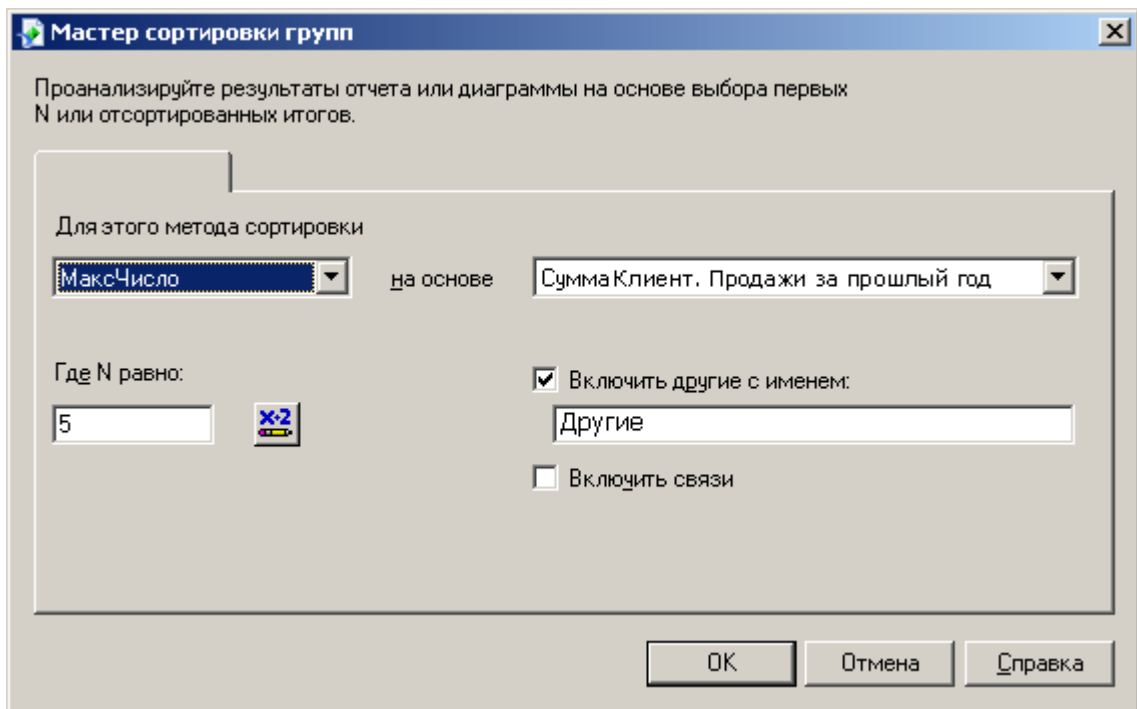 Мастер сортировки групп
Проанализируйте результаты отчета или диаграммы на основе выбора первых
N или отсортированных итогов.
Для этого метода сортировки
МаксЧисло на основе СуммаКлиент. Продажи за прошлый год
Где N равно:
Включить другие с именем:
5 X+2 Другие
Включить связи
OK Отмена Справка